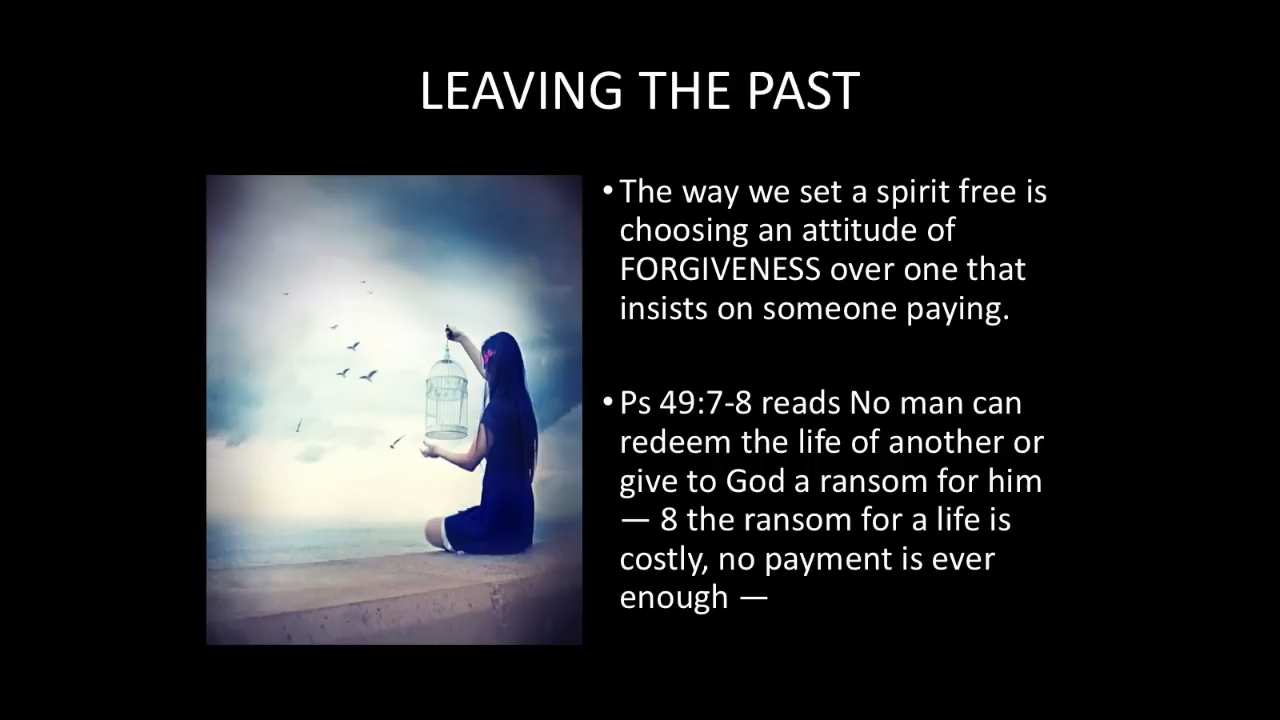 LEAVING THE PAST
• The way we set a spirit free is
choosing an attitude of
FORGIVENESS over one that
insists on someone paying.
• Ps 49:7-8 reads No man can
redeem the life of another or
give to God a ransom for him
— 8 the ransom for a life is
costly, no payment is ever
enough —